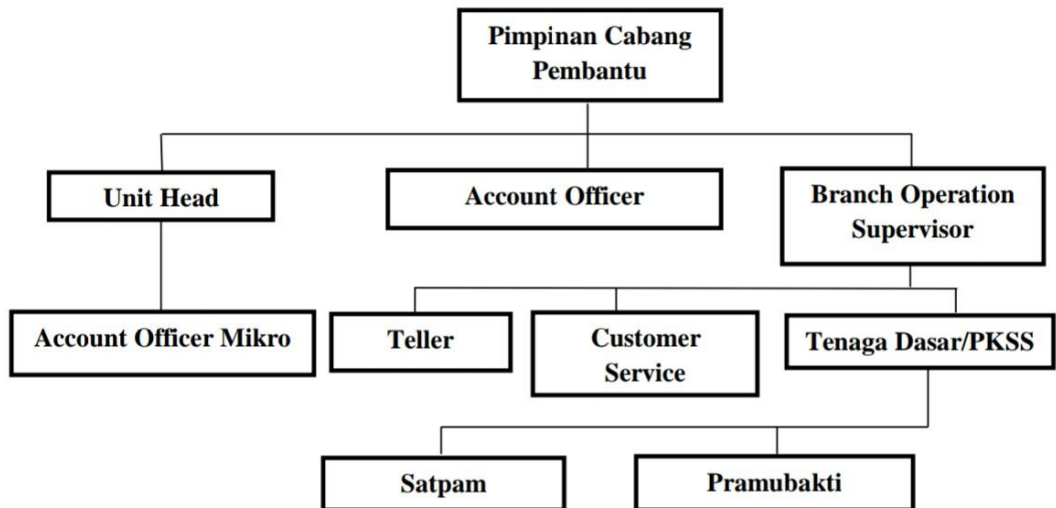 Pimpinan Cabang
Pembantu
Unit Head
Account Officer
Branch Operation
Supervisor
Account Officer Mikro
Teller
Customer
Service
Tenaga Dasar/PKSS
Satpam
Pramubakti